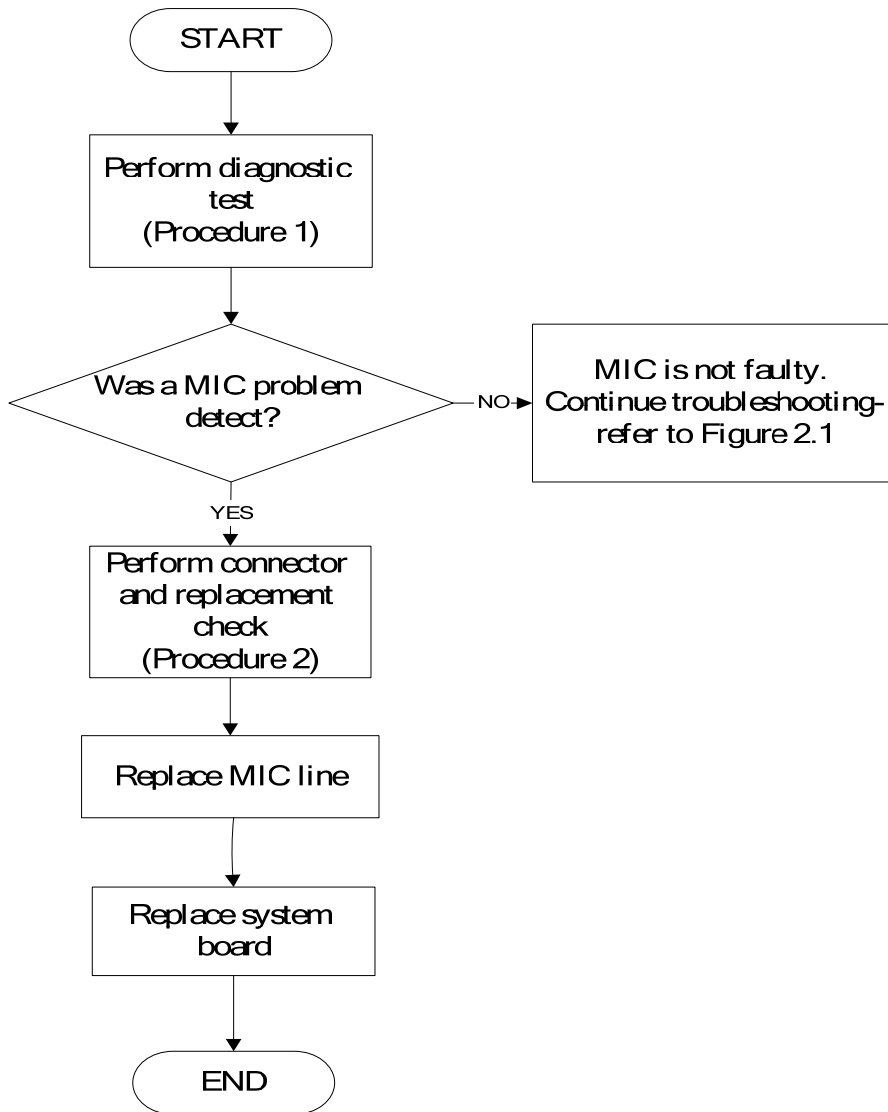 START
Perform diagnostic
test
(Procedure 1)
Was a MIC problem
detect?
NO
MIC is not faulty.
Continue troubleshooting-
refer to Figure 2.1
YES
Perform connector
and replacement
check
(Procedure 2)
Replace MIC line
Replace system
board
END